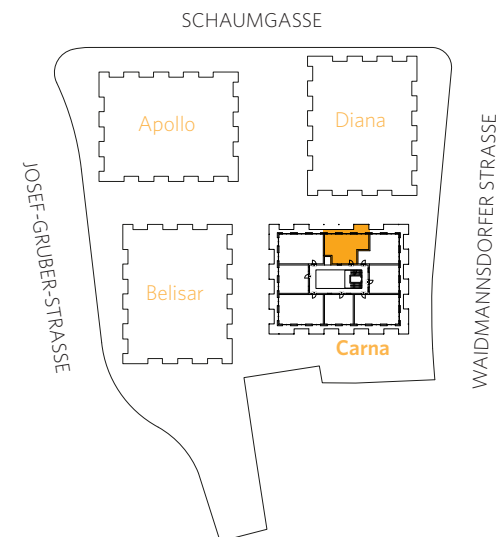 SCHAUMGASSE
Apollo
Diana
JOSEF-GRUBER-STRASSE
WAIDMANNSDORFER STRASSE
Belisar
Carna